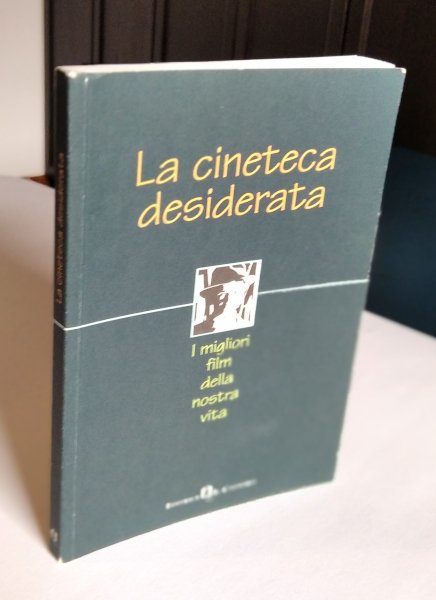 La cineteca
desiderata
I migliori
film
della
nostra
vita
La cineteca desiderata